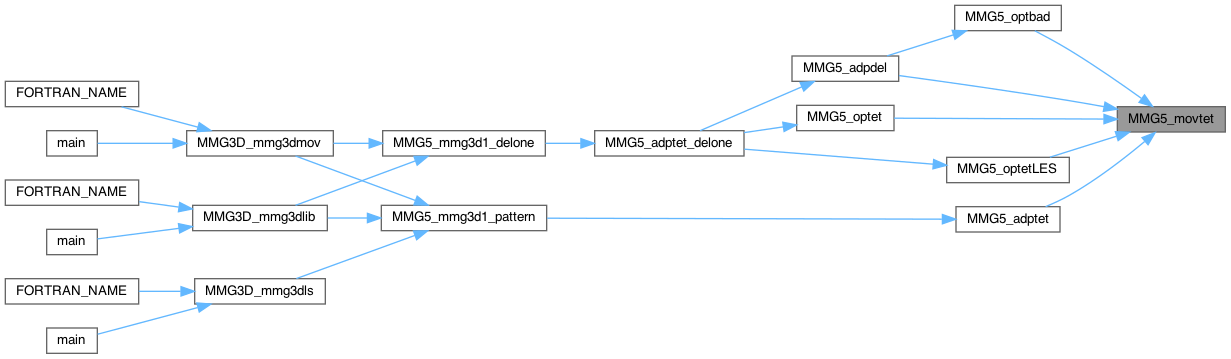 MMG5_optbad
MMG5_adpdel
FORTRAN_NAME
MMG5_optet
MMG5_movtet
main
MMG3D_mmg3dmov
MMG5_mmg3d1_delone
MMG5_adptet_delone
MMG5_optetLES
FORTRAN_NAME
MMG3D_mmg3dlib
MMG5_mmg3d1_pattern
MMG5_adptet
main
FORTRAN_NAME
MMG3D_mmg3dls
main